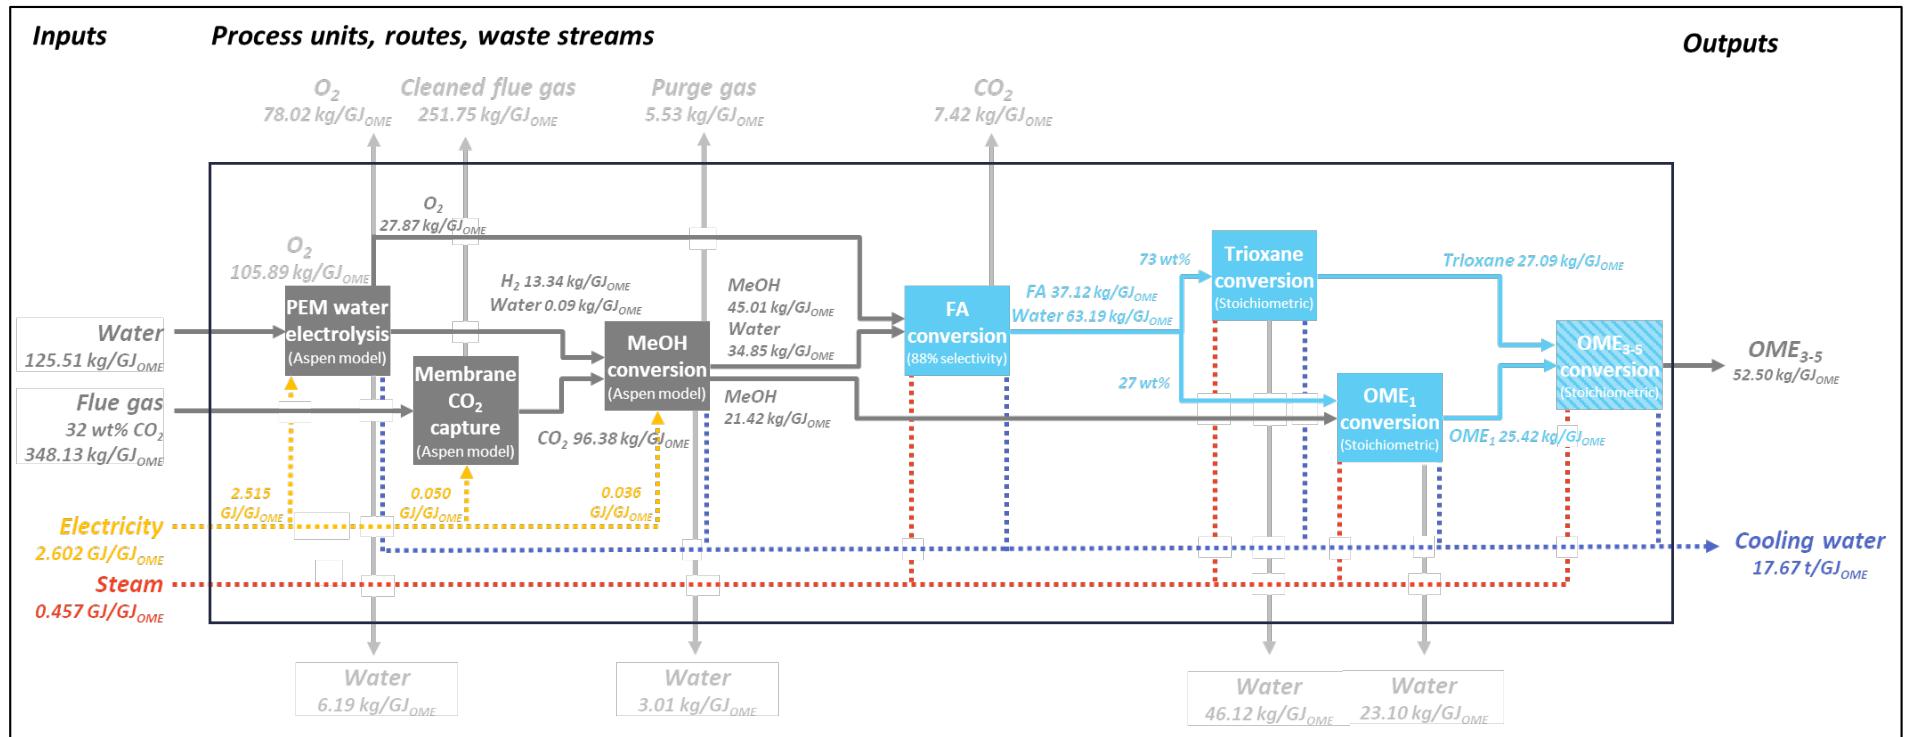 Inputs
Process units, routes, waste streams
Outputs
O2
78.02 kg/GJOME
Cleaned flue gas
251.75 kg/GJOME
Purge gas
5.53 kg/GJOME
CO2
7.42 kg/GJOME
O2
27.87 kg/GJOME
O2
105.89 kg/GJOME
PEM water
electrolysis
(Aspen model)
H2 13.34 kg/GJOME
Water 0.09 kg/GJOME
MeOH
45.01 kg/GJOME
Water
34.85 kg/GJOME
MeOH
21.42 kg/GJOME
Water
125.51 kg/GJOME
Flue gas
32 wt% CO2
348.13 kg/GJOME
Membrane
CO2
capture
(Aspen model)
MeOH
conversion
(Aspen model)
CO2 96.38 kg/GJOME
FA
conversion
(88% selectivity)
FA 37.12 kg/GJOME
Water 63.19 kg/GJOME
73 wt%
27 wt%
Trioxane
conversion
(Stoichiometric)
Trioxane 27.09 kg/GJOME
OME1
conversion
(Stoichiometric)
OME1 25.42 kg/GJOME
OME3-5
conversion
(Stoichiometric)
OME3-5
52.50 kg/GJOME
2.515
GJ/GJOME
0.050
GJ/GJOME
0.036
GJ/GJOME
Electricity
2.602 GJ/GJOME
Steam
0.457 GJ/GJOME
Cooling water
17.67 t/GJOME
Water
6.19 kg/GJOME
Water
3.01 kg/GJOME
Water
46.12 kg/GJOME
Water
23.10 kg/GJOME